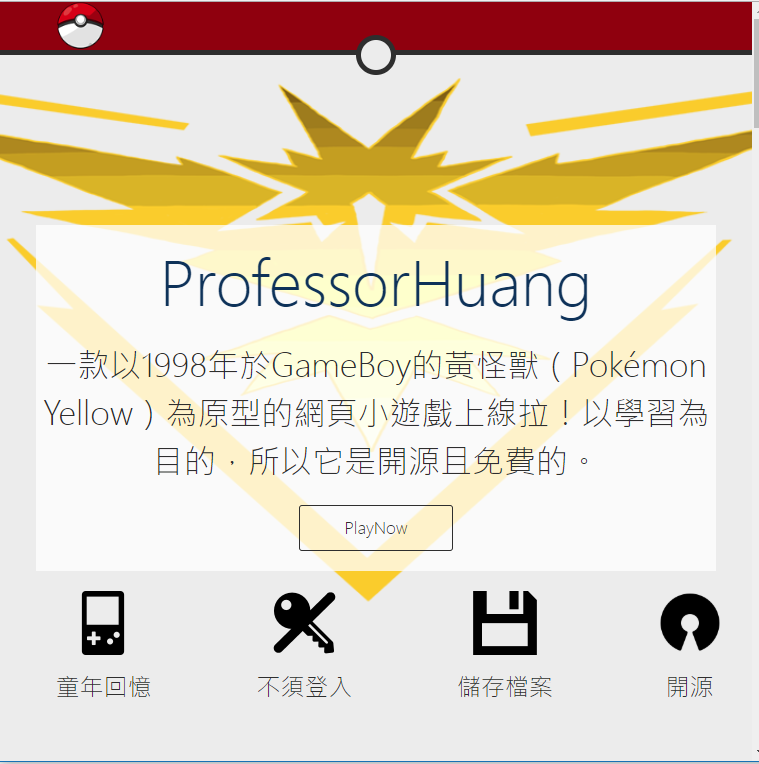 ProfessorHuang
一款以1998年於GameBoy的黃怪獸（Pokémon
Yellow）為原型的網頁小遊戲上線拉！以學習為
目的，所以它是開源且免費的。
PlayNow
童年回憶 不須登入 儲存檔案 開源